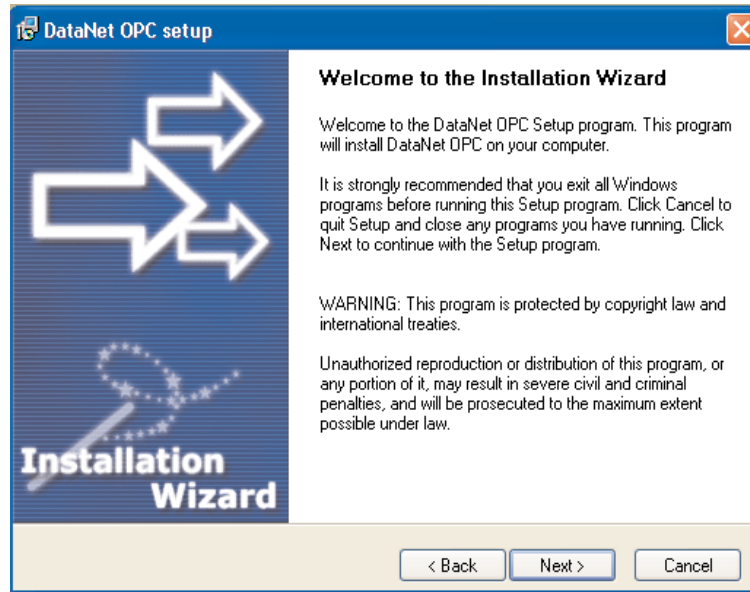 DataNet OPC setup
Welcome to the Installation Wizard
Welcome to the DataNet OPC Setup program. This program
will install DataNet OPC on your computer.
It is strongly recommended that you exit all Windows
programs before running this Setup program. Click Cancel to
quit Setup and close any programs you have running. Click
Next to continue with the Setup program.
WARNING: This program is protected by copyright law and
international treaties.
Unauthorized reproduction or distribution of this program, or
any portion of it, may result in severe civil and criminal
penalties, and will be prosecuted to the maximum extent
possible under law.
Installation
Wizard
< Back
Next >
Cancel